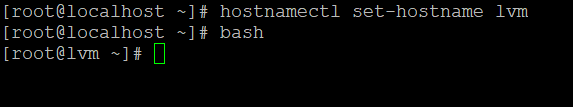 [root@localhost ~]# hostnamectl set-hostname lvm
[root@localhost ~]# bash
[root@lvm ~]#